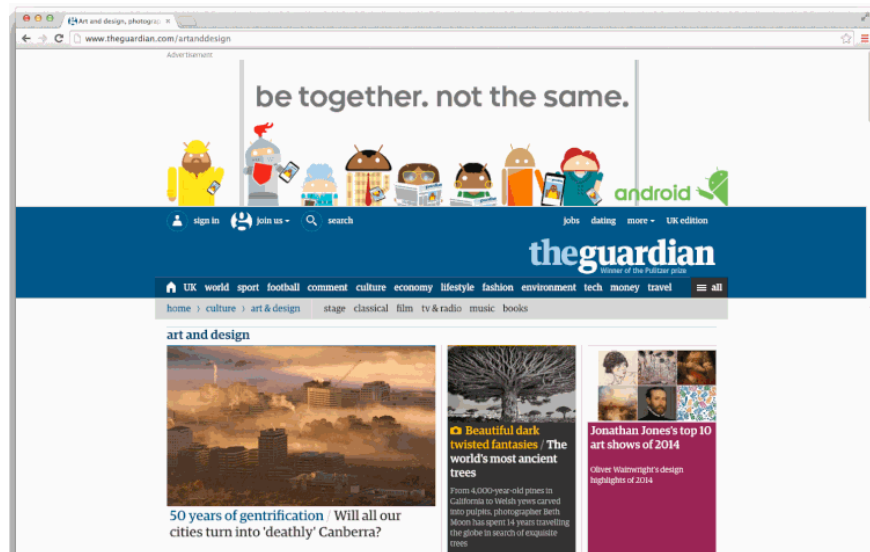 Art and design, photograp
www.theguardian.com/artanddesign
Advertisement
be together. not the same.
android
sign in join us search jobs dating more UK edition
theguardian
Winner of the Pulitzer prize
UK world sport football comment culture economy lifestyle fashion environment tech money travel all
home › culture › art & design stage classical film tv & radio music books
art and design
50 years of gentrification / Will all our
cities turn into 'deathly' Canberra?
Beautiful dark
twisted fantasies / The
world's most ancient
trees
From 4,000-year-old pines in
California to Welsh yews carved
into pulpits, photographer Beth
Moon has spent 14 years travelling
the globe in search of exquisite
trees
Jonathan Jones's top 10
art shows of 2014
Oliver Wainwright's design
highlights of 2014